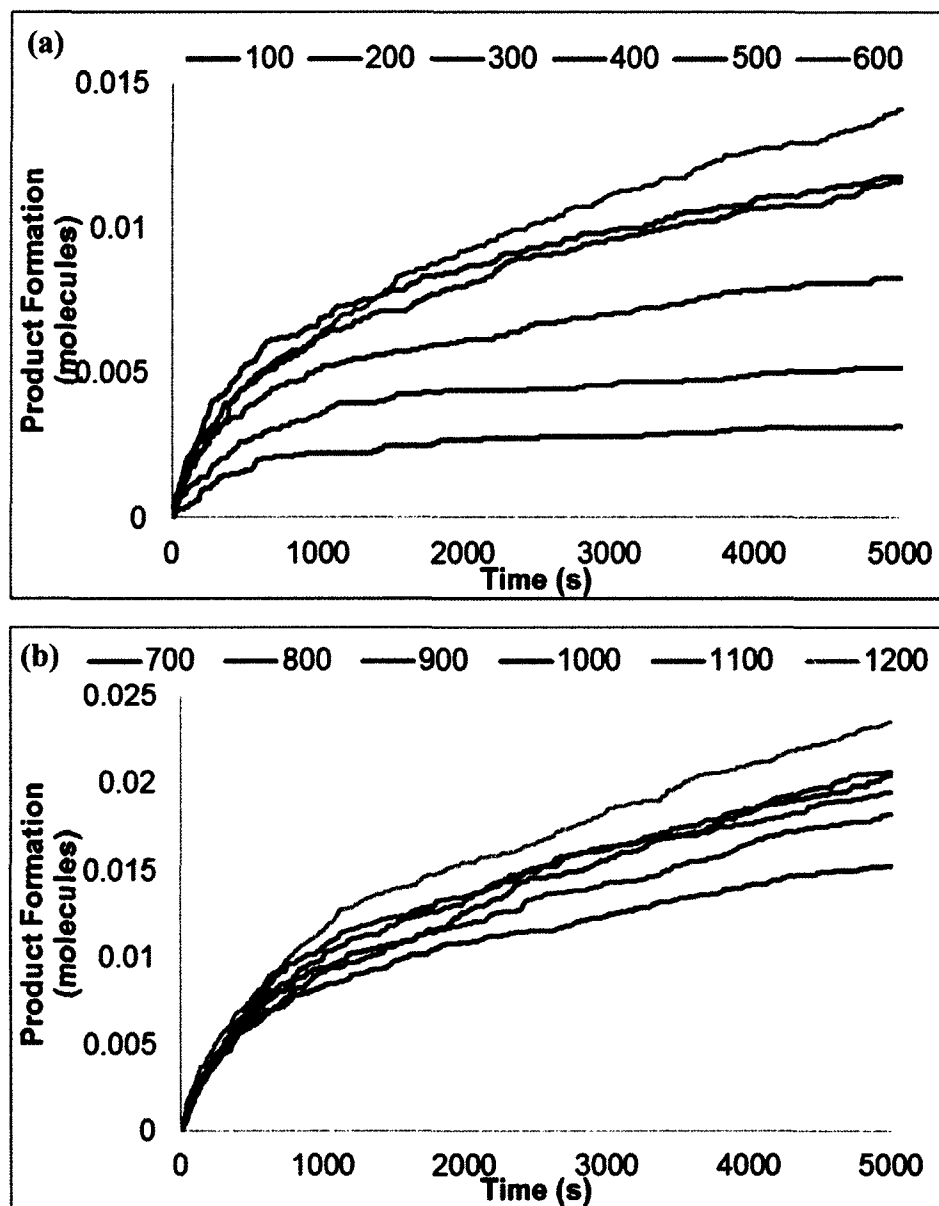 (a)
100 200 300 400 500 600
0.015
0.01
0.005
0
Product Formation
(molecules)
0 1000 2000 3000 4000 5000
Time (s)
(b)
700 800 900 1000 1100 1200
0.025
0.02
0.015
0.01
0.005
0
Product Formation
(molecules)
0 1000 2000 3000 4000 5000
Time (s)